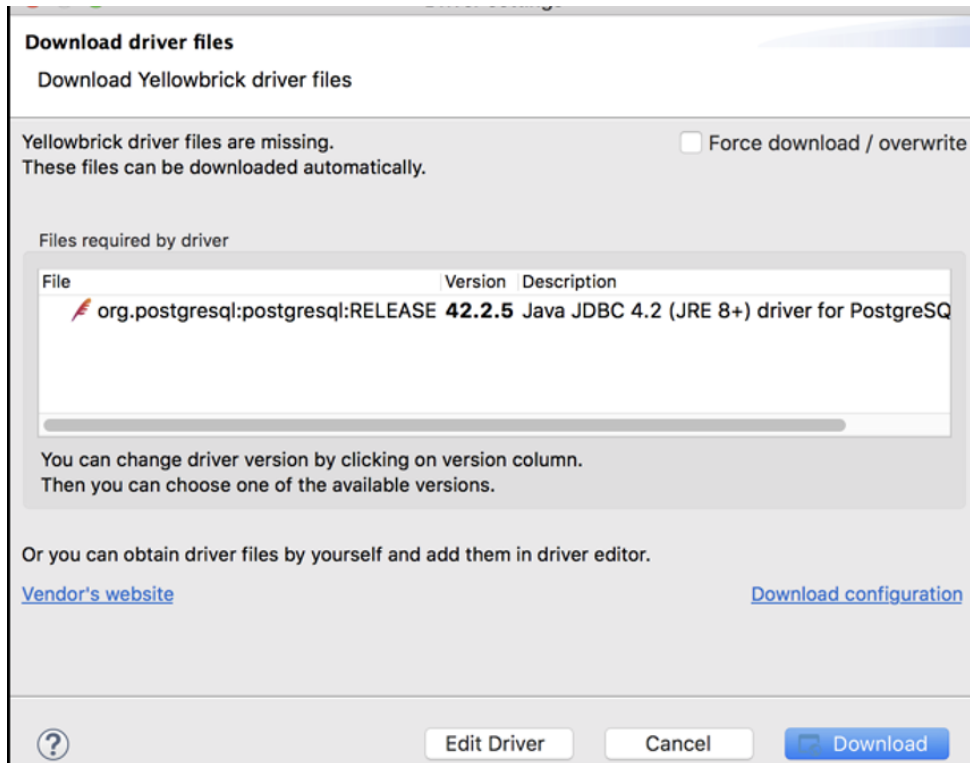 Download driver files
Download Yellowbrick driver files
Yellowbrick driver files are missing.
Force download / overwrite
These files can be downloaded automatically.
Files required by driver
File Version Description
org.postgresql:postgresql:RELEASE 42.2.5 Java JDBC 4.2 (JRE 8+) driver for PostgreSQ
You can change driver version by clicking on version column.
Then you can choose one of the available versions.
Or you can obtain driver files by yourself and add them in driver editor.
Vendor's website
Download configuration
? Edit Driver Cancel Download